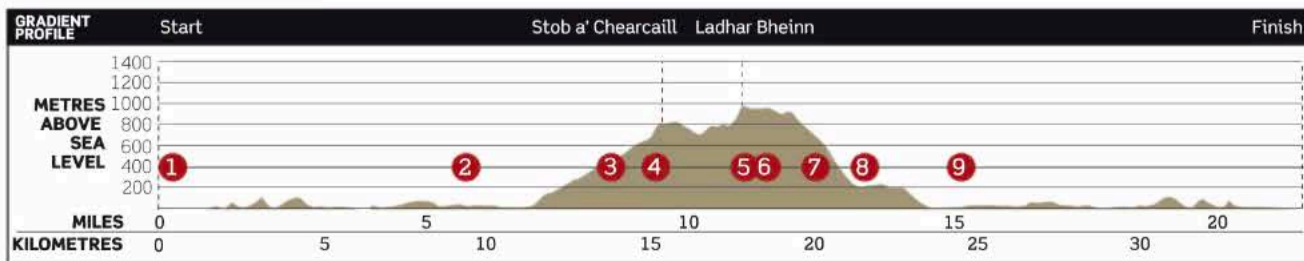 GRADIENT
PROFILE
Start
Stob a' Chearcaill
Ladhar Bheinn
Finish
METRES
ABOVE
SEA
LEVEL
1400
1200
1000
800
600
400
200
1
2
3
4
5
6
7
8
9
MILES 0 5 10 15 20
KILOMETRES 0 5 10 15 20 25 30